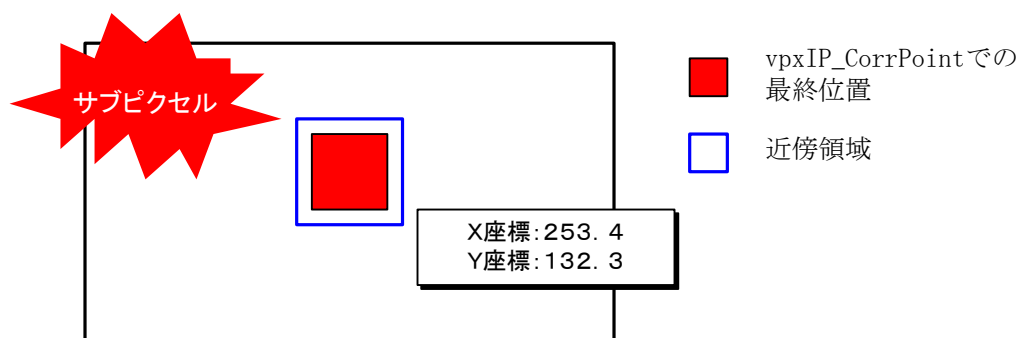 サブピクセル
vpxIP_CorrPointでの
最終位置
近傍領域
X座標:253. 4
Y座標:132. 3